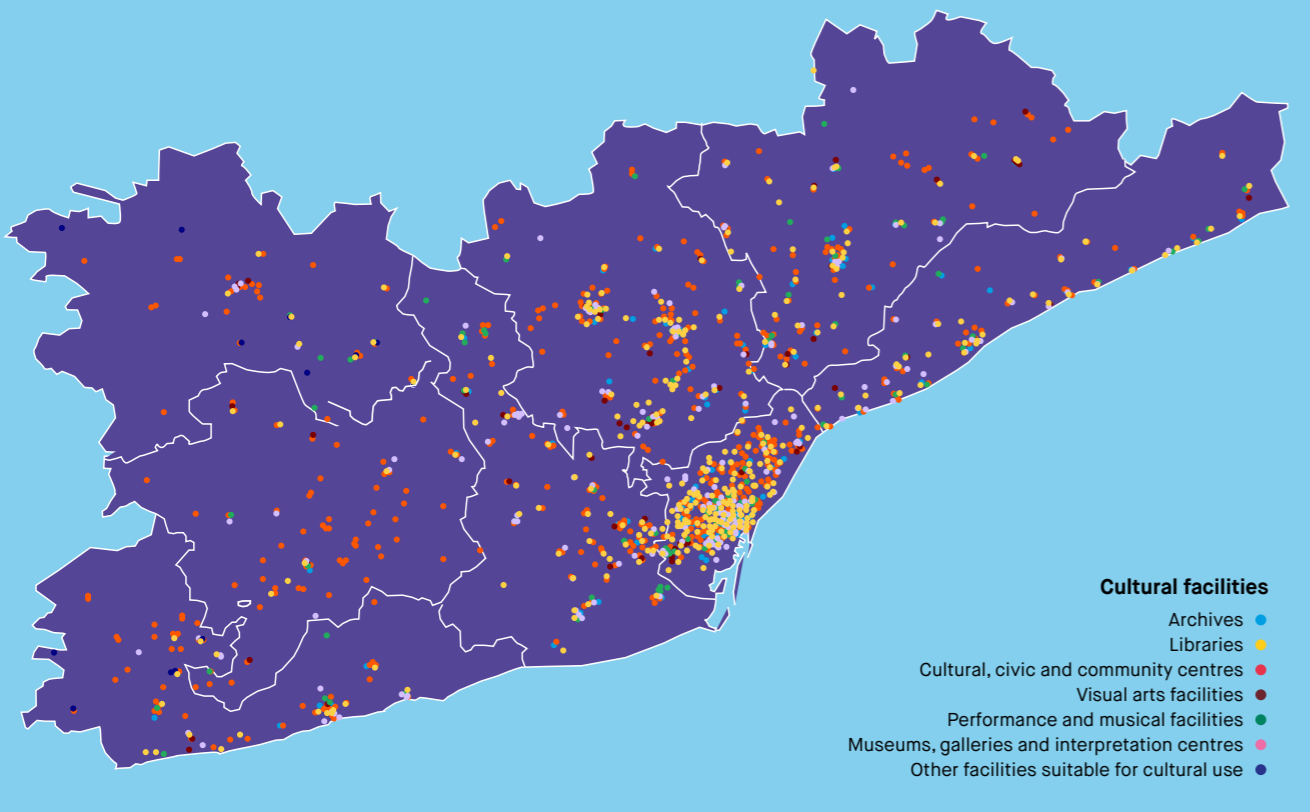 Cultural facilities
Archives
Libraries
Cultural, civic and community centres
Visual arts facilities
Performance and musical facilities
Museums, galleries and interpretation centres
Other facilities suitable for cultural use